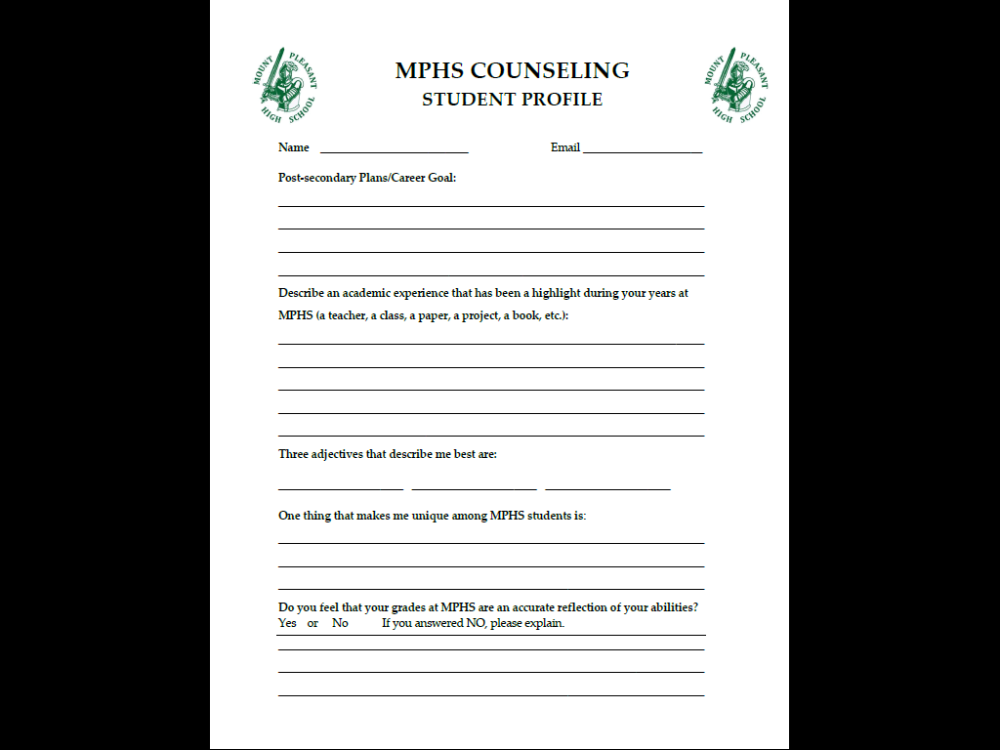 MOUNT PLEASANT HIGH SCHOOL
MPHS COUNSELING
STUDENT PROFILE
MOUNT PLEASANT HIGH SCHOOL
Name ____________________ Email ____________________
Post-secondary Plans/Career Goal:
Describe an academic experience that has been a highlight during your years at
MPHS (a teacher, a class, a paper, a project, a book, etc.):
Three adjectives that describe me best are:
One thing that makes me unique among MPHS students is:
Do you feel that your grades at MPHS are an accurate reflection of your abilities?
Yes or No If you answered NO, please explain.